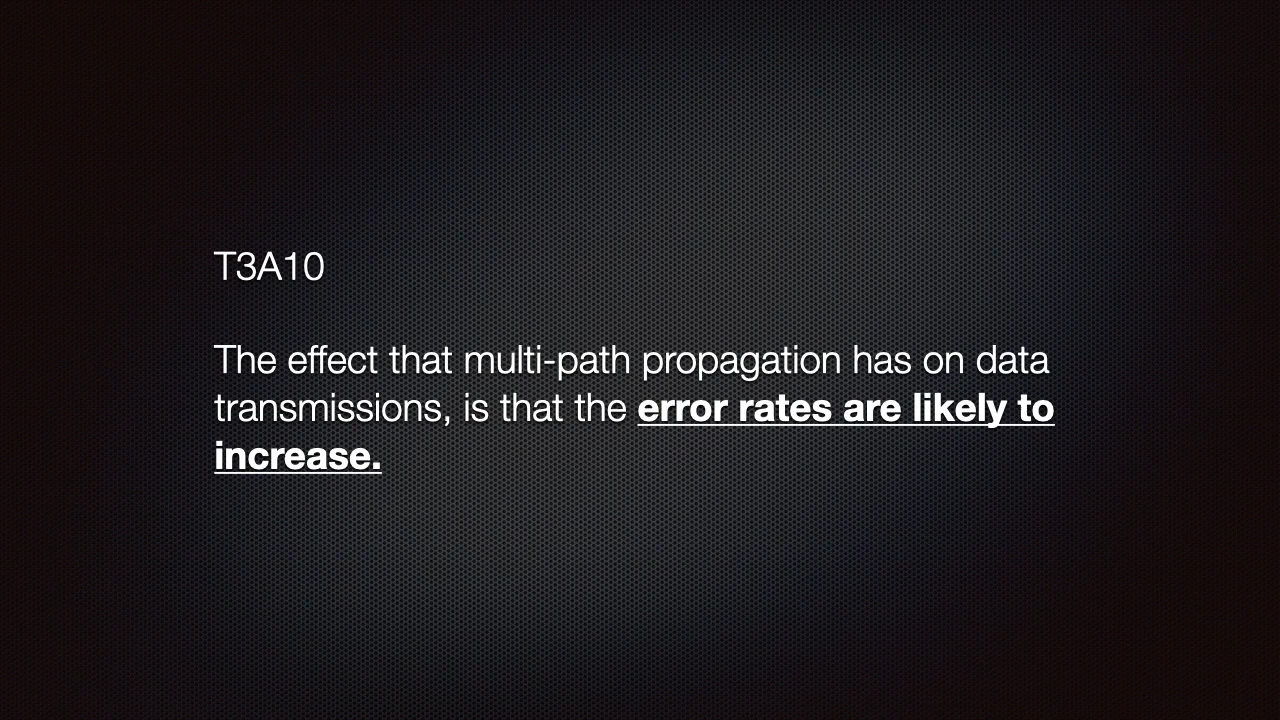 T3A10
The effect that multi-path propagation has on data
transmissions, is that the error rates are likely to
increase.